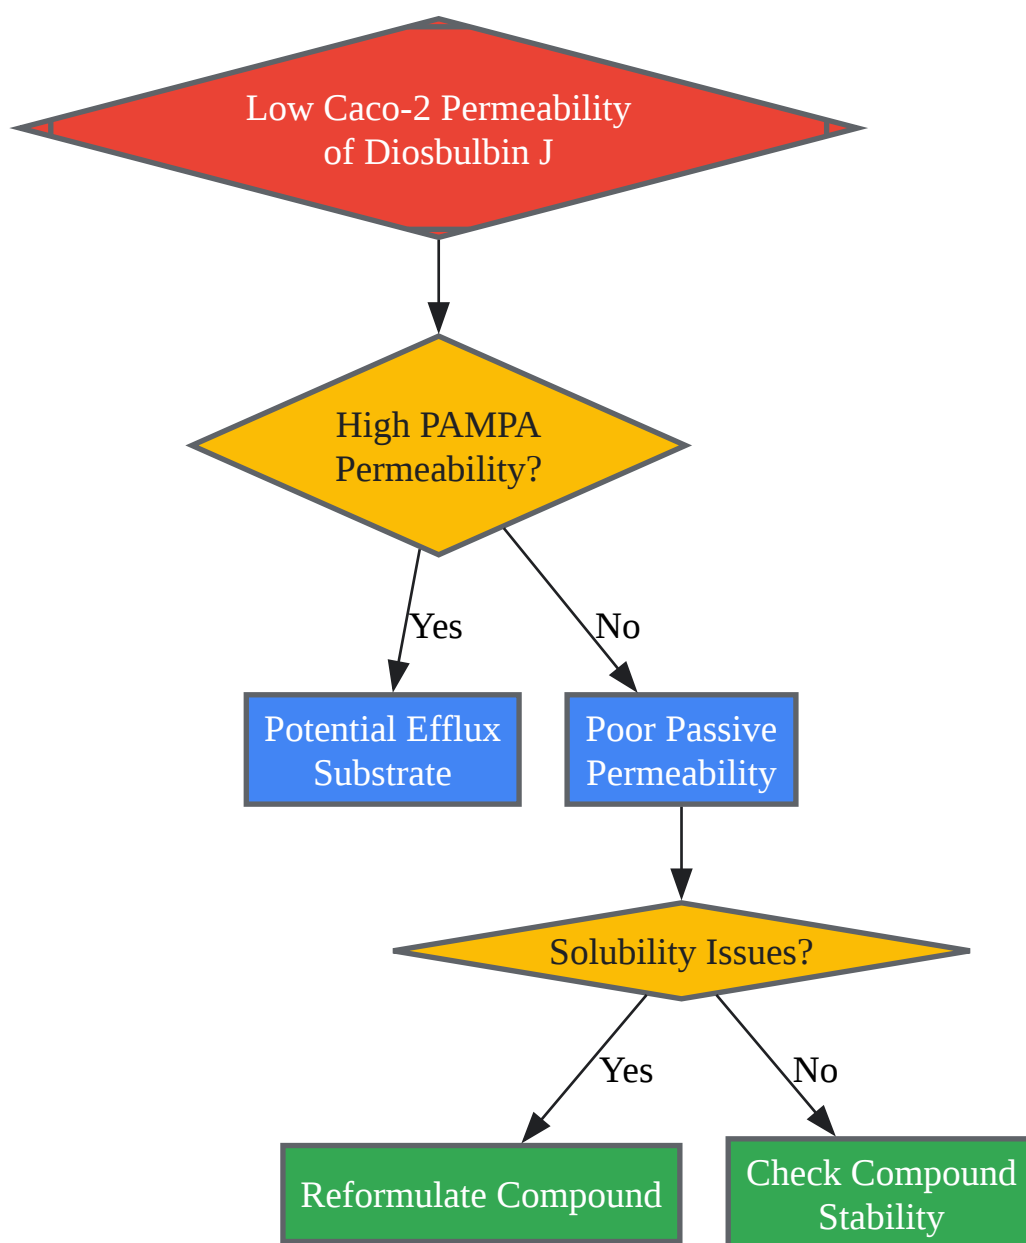 Low Caco-2 Permeability
of Diosbulbin J
High PAMPA
Permeability?
Yes
No
Potential Efflux
Substrate
Poor Passive
Permeability
Solubility Issues?
Yes
No
Reformulate Compound
Check Compound
Stability